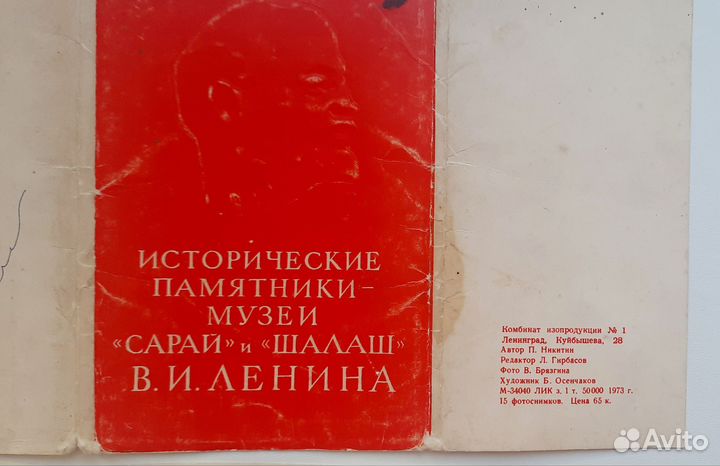 ИСТОРИЧЕСКИЕ
ПАМЯТНИКИ–
МУЗЕИ
«САРАЙ» и «ШАЛАШ»
В. И. ЛЕНИНА
Комбинат изопродукции № 1
Ленинград, Куйбышева, 28
Автор П. Никитин
Редактор Л. Гирбасов
Фото В. Брязгина
Художник Б. Осенчаков
М-34040 ЛИК з. 1 т. 50000 1973 г.
15 фотоснимков. Цена 65 к.
Avito